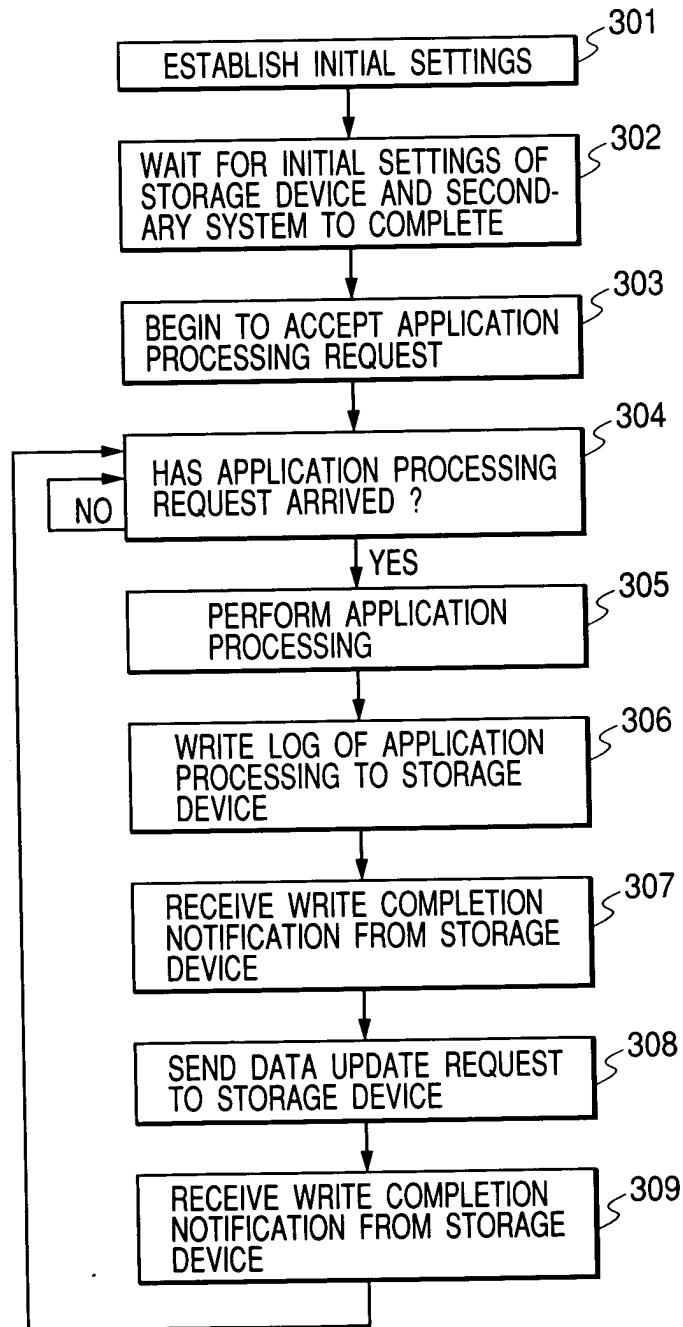 301
ESTABLISH INITIAL SETTINGS
302
WAIT FOR INITIAL SETTINGS OF
STORAGE DEVICE AND SECOND-
ARY SYSTEM TO COMPLETE
303
BEGIN TO ACCEPT APPLICATION
PROCESSING REQUEST
304
HAS APPLICATION PROCESSING
REQUEST ARRIVED ?
NO
YES
305
PERFORM APPLICATION
PROCESSING
306
WRITE LOG OF APPLICATION
PROCESSING TO STORAGE
DEVICE
307
RECEIVE WRITE COMPLETION
NOTIFICATION FROM STORAGE
DEVICE
308
SEND DATA UPDATE REQUEST
TO STORAGE DEVICE
309
RECEIVE WRITE COMPLETION
NOTIFICATION FROM STORAGE
DEVICE